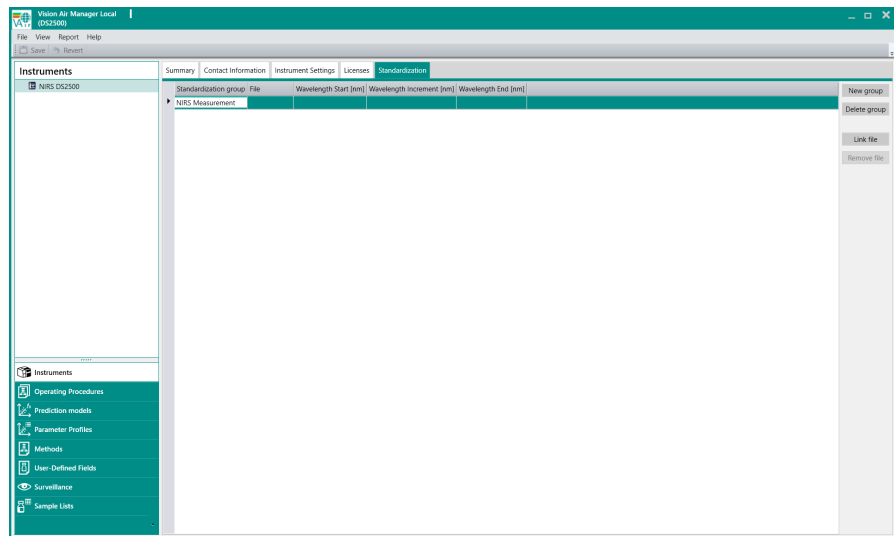 Vision Air Manager Local
(DS2500)
File View Report Help
Save Revert
Instruments
NIRS DS2500
Summary Contact Information Instrument Settings Licenses Standardization
Standardization group File Wavelength Start [nm] Wavelength Increment [nm] Wavelength End [nm]
NIRS Measurement
New group
Delete group
Link file
Remove file
Instruments
Operating Procedures
Prediction models
Parameter Profiles
Methods
User-Defined Fields
Surveillance
Sample Lists